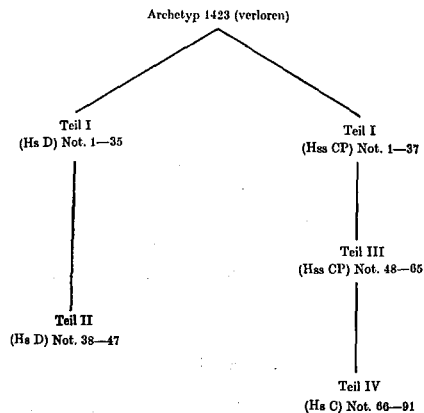 Archetyp 1423 (verloren)
Teil I
(Hs D) Not. 1—35
Teil I
(Hss CP) Not. 1—37
Teil III
(Hss CP) Not. 48—65
Teil II
(Hs D) Not. 38—47
Teil IV
(Hs C) Not. 66—91